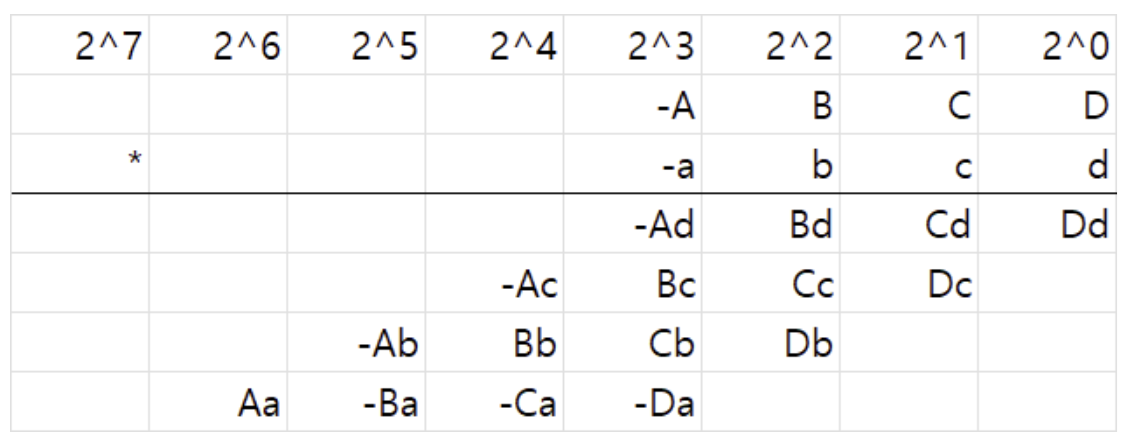 2^7 2^6 2^5 2^4 2^3 2^2 2^1 2^0
-A B C D
* -a b c d
-Ad Bd Cd Dd
-Ac Bc Cc Dc
-Ab Bb Cb Db
Aa -Ba -Ca -Da